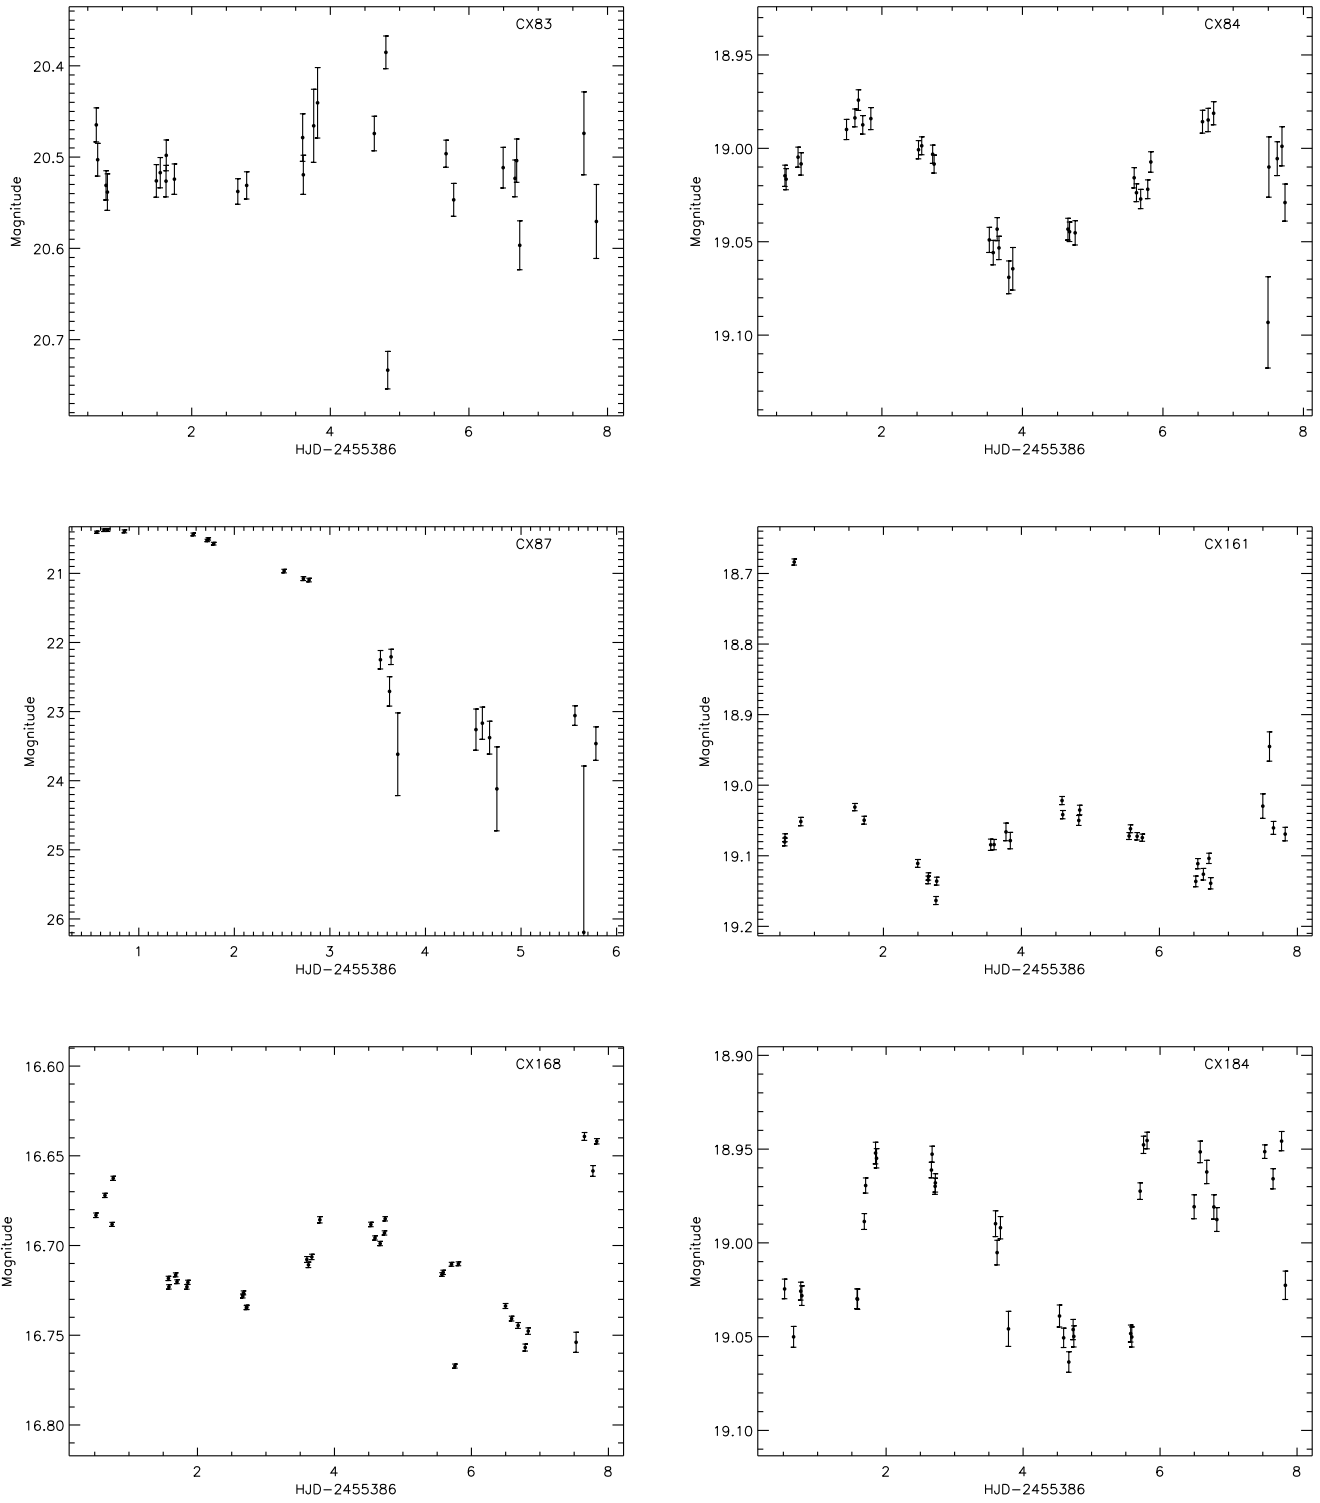 CX83
20.4
20.5
20.6
20.7
Magnitude
2 4 6 8
HJD-2455386
CX84
18.95
19.00
19.05
19.10
Magnitude
2 4 6 8
HJD-2455386
CX87
21
22
23
24
25
26
Magnitude
1 2 3 4 5 6
HJD-2455386
CX161
18.7
18.8
18.9
19.0
19.1
19.2
Magnitude
2 4 6 8
HJD-2455386
CX168
16.60
16.65
16.70
16.75
16.80
Magnitude
2 4 6 8
HJD-2455386
CX184
18.90
18.95
19.00
19.05
19.10
Magnitude
2 4 6 8
HJD-2455386